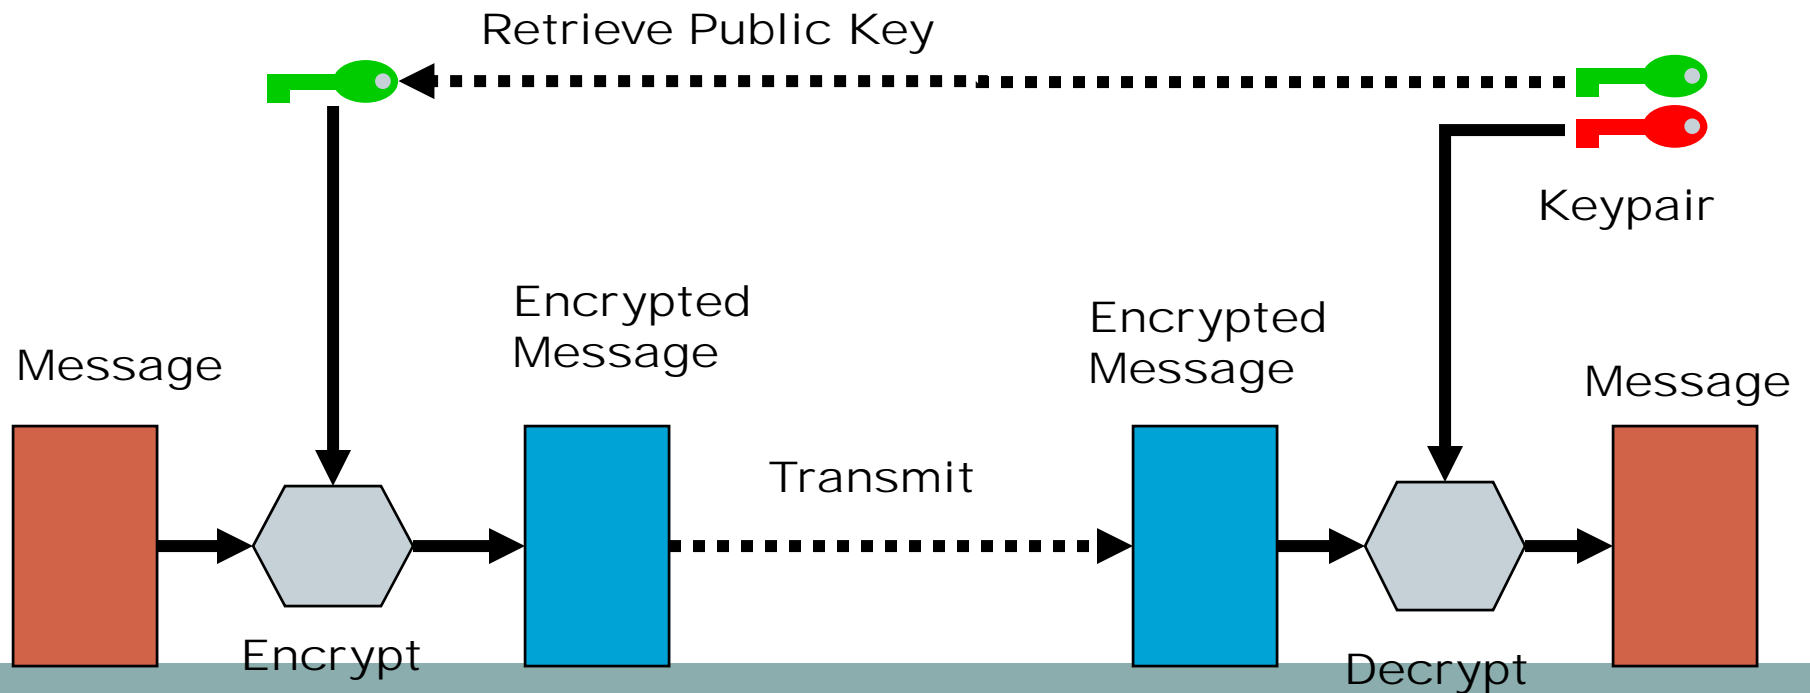 Retrieve Public Key
Keypair
Encrypted
Message
Encrypted
Message
Message
Message
Transmit
Encrypt
Decrypt